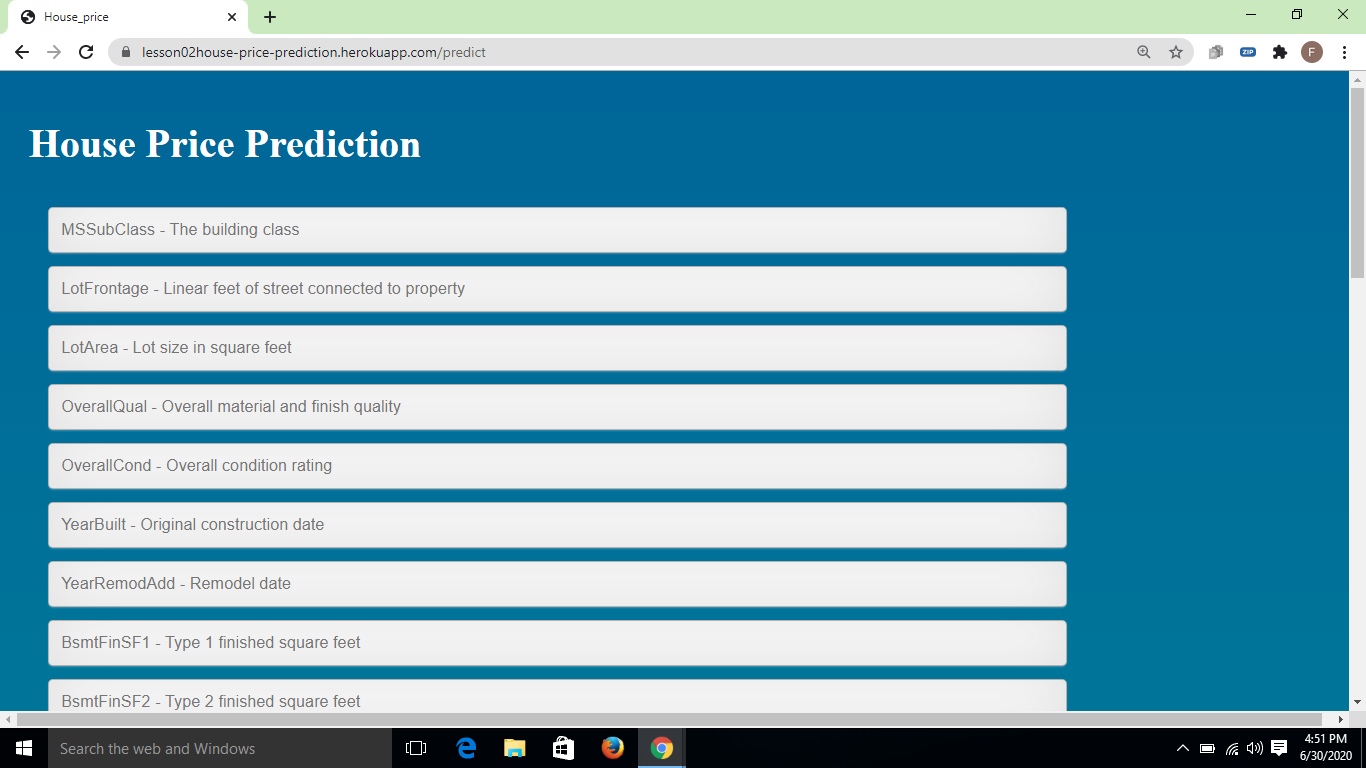 House_price
lesson02house-price-prediction.herokuapp.com/predict
ZIP
F
House Price Prediction
MSSubClass - The building class
LotFrontage - Linear feet of street connected to property
LotArea - Lot size in square feet
OverallQual - Overall material and finish quality
OverallCond - Overall condition rating
YearBuilt - Original construction date
YearRemodAdd - Remodel date
BsmtFinSF1 - Type 1 finished square feet
BsmtFinSF2 - Type 2 finished square feet
Search the web and Windows
4:51 PM
6/30/2020